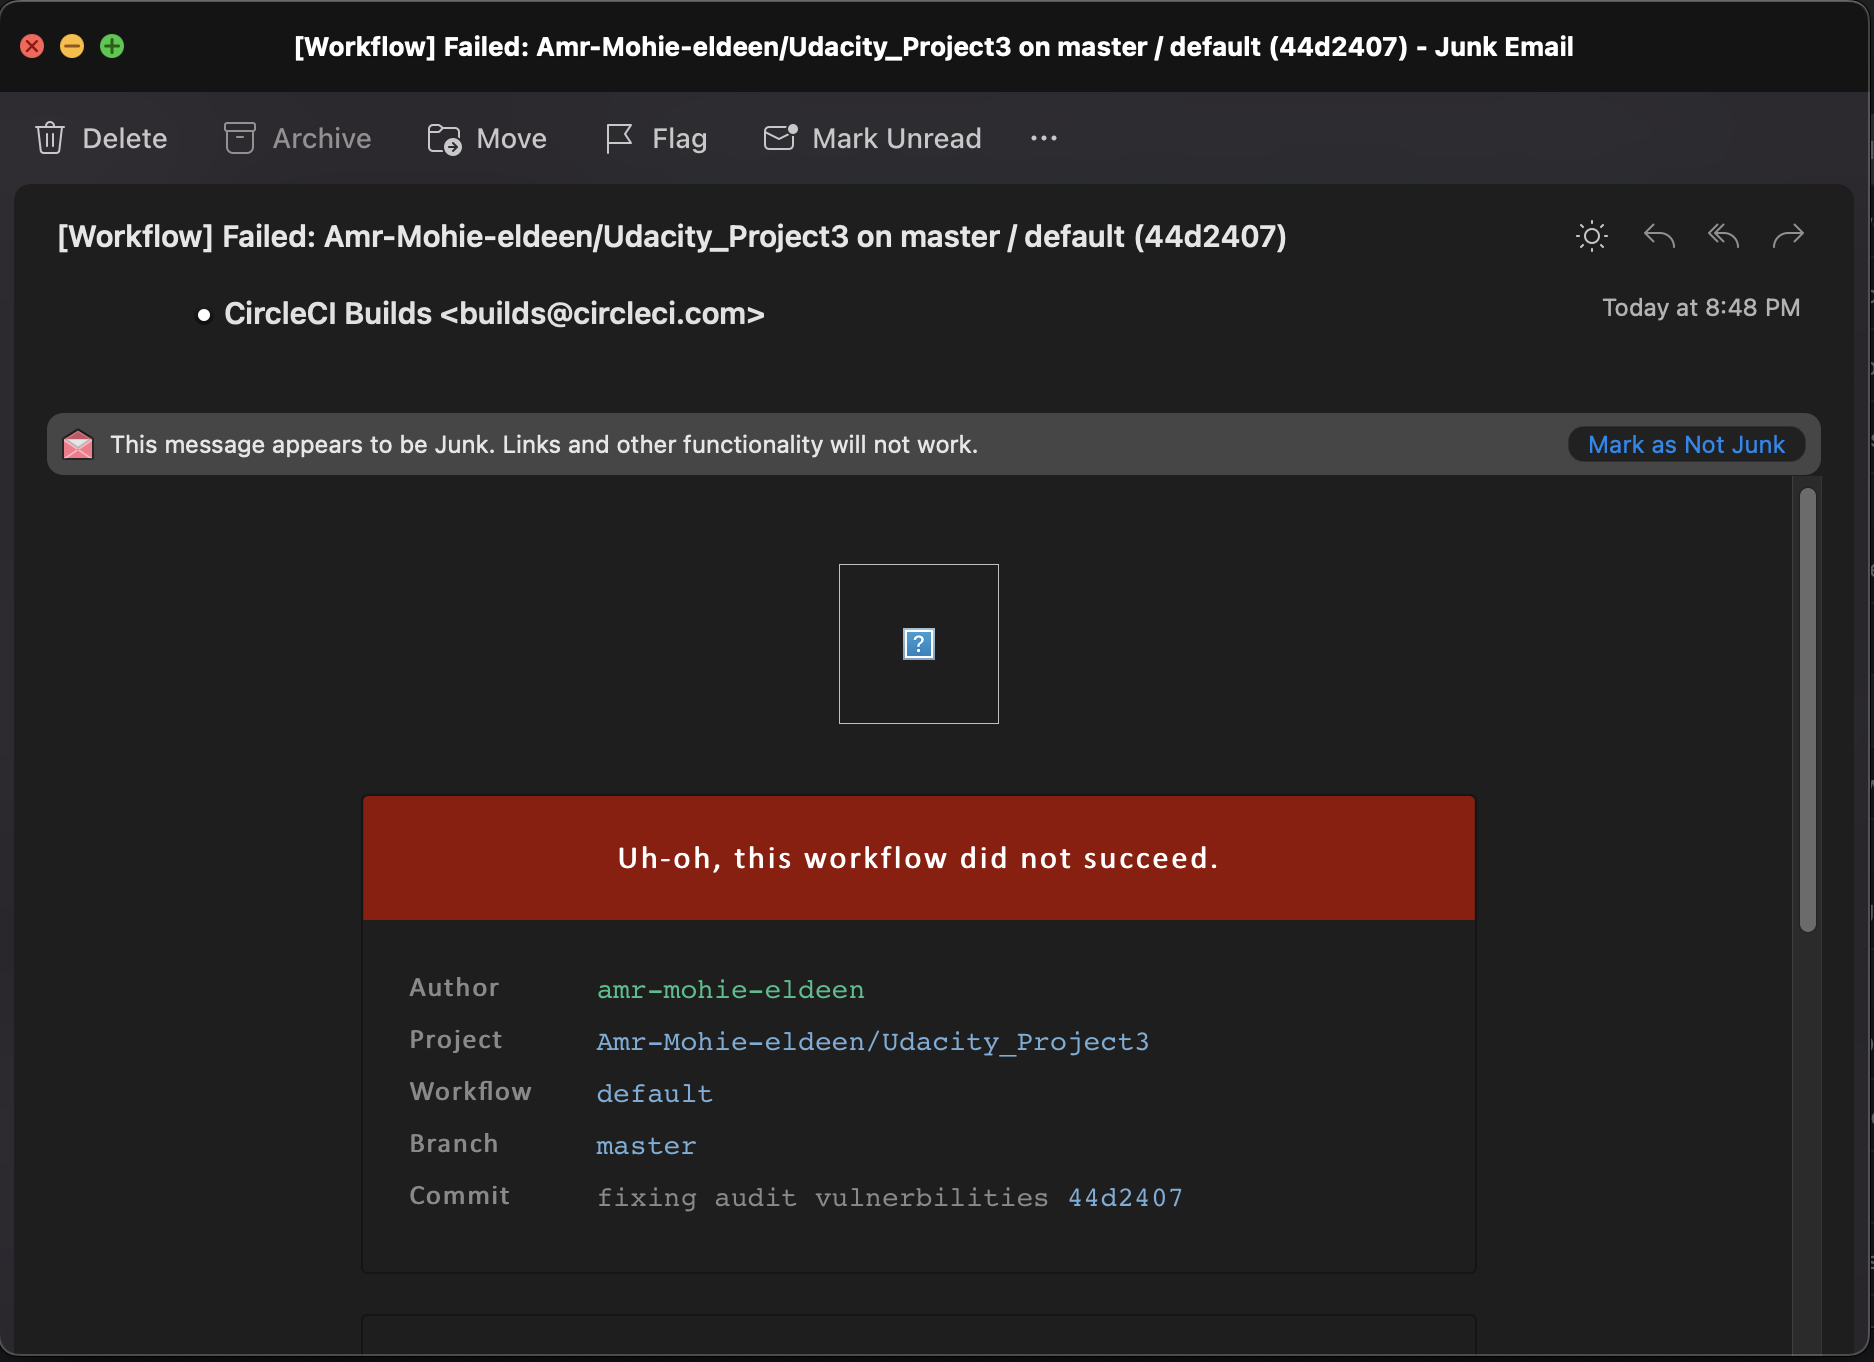 [Workflow] Failed: Amr-Mohie-eldeen/Udacity_Project3 on master / default (44d2407) - Junk Email
Delete Archive Move Flag Mark Unread ...
[Workflow] Failed: Amr-Mohie-eldeen/Udacity_Project3 on master / default (44d2407)
CircleCI Builds <builds@circleci.com> Today at 8:48 PM
This message appears to be Junk. Links and other functionality will not work. Mark as Not Junk
?
Uh-oh, this workflow did not succeed.
Author amr-mohie-eldeen
Project Amr-Mohie-eldeen/Udacity_Project3
Workflow default
Branch master
Commit fixing audit vulnerbilities 44d2407